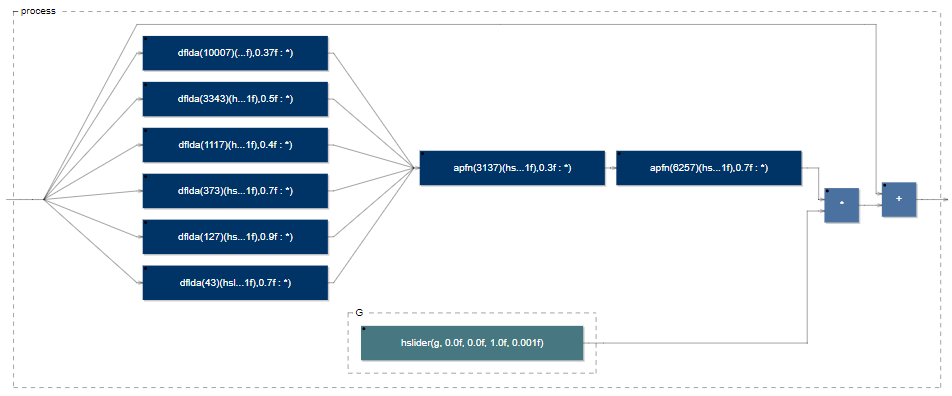 process
dflda(10007)(...f),0.37f : *)
dflda(3343)(h...1f),0.5f : *)
dflda(1117)(h...1f),0.4f : *)
dflda(373)(hs...1f),0.7f : *)
dflda(127)(hs...1f),0.9f : *)
dflda(43)(hsl...1f),0.7f : *)
apfn(3137)(hs...1f),0.3f : *)
apfn(6257)(hs...1f),0.7f : *)
*
+
G
hslider(g, 0.0f, 0.0f, 1.0f, 0.001f)